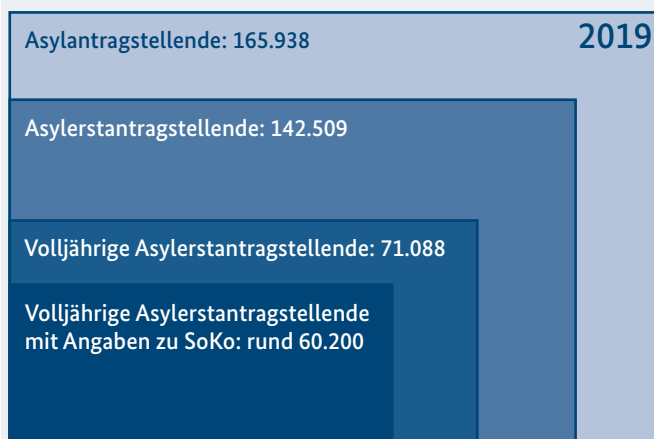 Asylantragstellende: 165.938
2019
Asylerstantragstellende: 142.509
Volljährige Asylerstantragstellende: 71.088
Volljährige Asylerstantragstellende
mit Angaben zu SoKo: rund 60.200